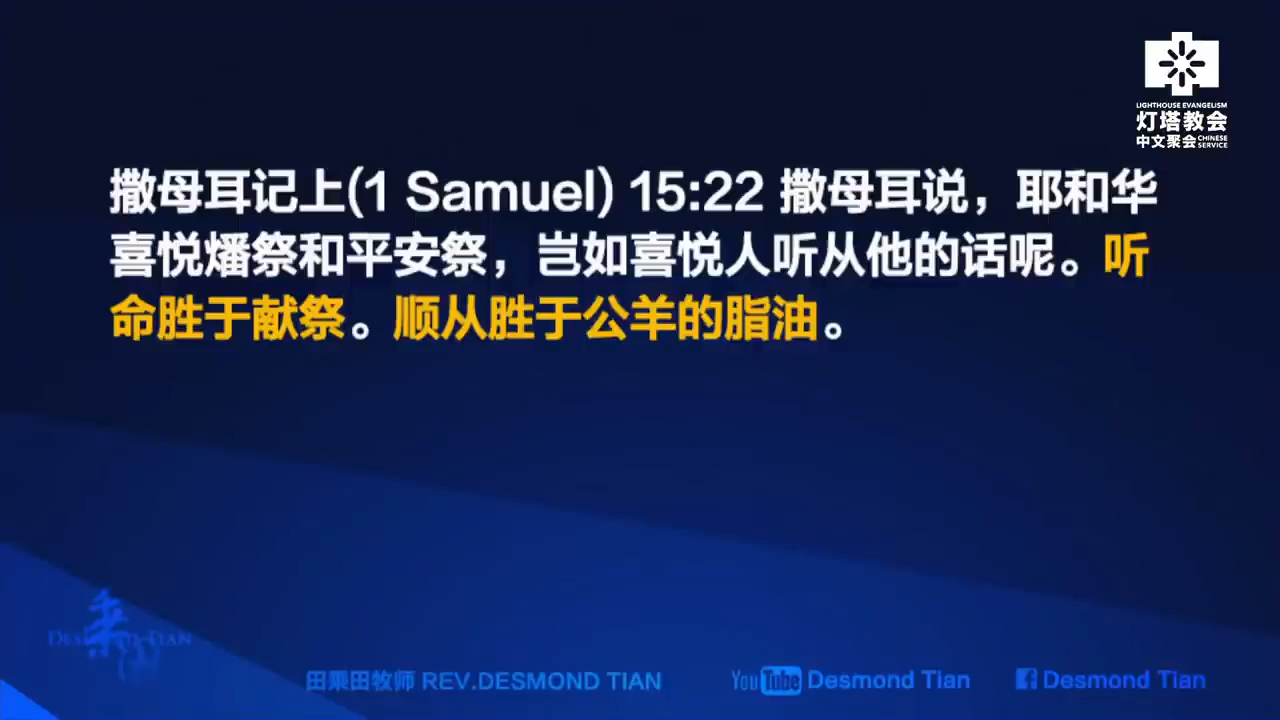 LIGHTHOUSE EVANGELISM
灯塔教会
中文聚会 CHINESE SERVICE
撒母耳记上(1 Samuel) 15:22 撒母耳说，耶和华
喜悦燔祭和平安祭，岂如喜悦人听从他的话呢。听
命胜于献祭。顺从胜于公羊的脂油。
DESMOND TIAN
田乘田牧师 REV.DESMOND TIAN
YouTube Desmond Tian
f Desmond Tian